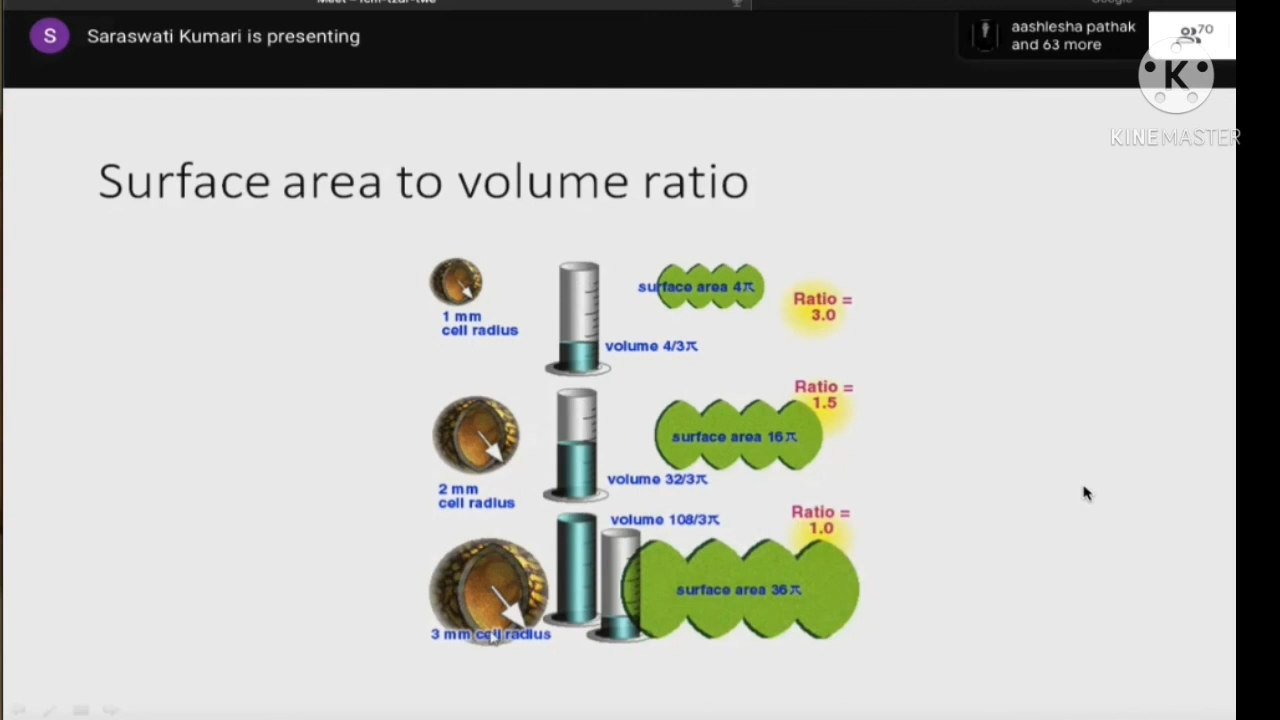 S
Saraswati Kumari is presenting
aashlesha pathak
and 63 more
70
K
KINEMASTER
Surface area to volume ratio
1 mm
cell radius
volume 4/3π
surface area 4π
Ratio =
3.0
2 mm
cell radius
volume 32/3π
surface area 16π
Ratio =
1.5
3 mm cell radius
volume 108/3π
surface area 36π
Ratio =
1.0